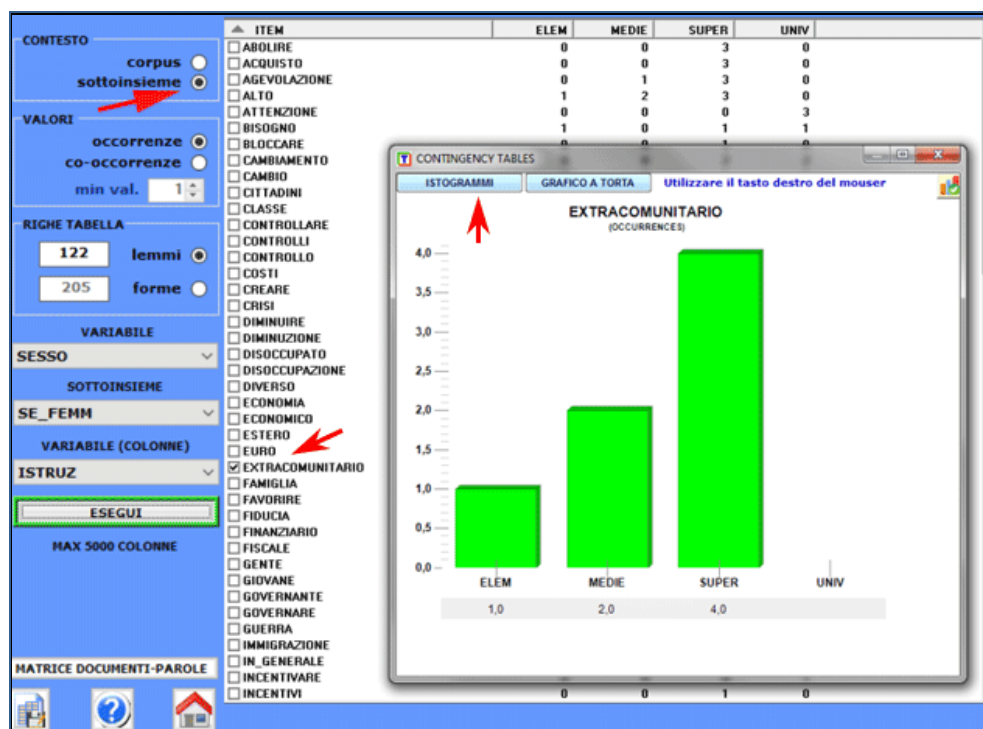 CONTESTO
corpus
sottoinsieme
VALORI
occorrenze
co-occorrenze
min val. 1
RIGHE TABELLA
122 lemmi
205 forme
VARIABILE
SESSO
SOTTOINSIEME
SE_FEMM
VARIABILE (COLONNE)
ISTRUZ
ESEGUI
MAX 5000 COLONNE
MATRICE DOCUMENTI-PAROLE
ITEM ELEM MEDIE SUPER UNIV
ABOLIRE 0 0 3 0
ACQUISTO 0 0 3 0
AGEVOLAZIONE 0 1 3 0
ALTO 1 2 3 0
ATTENZIONE 0 0 0 3
BISOGNO 1 0 1 1
BLOCCARE
CAMBIAMENTO
CAMBIO
CITTADINI
CLASSE
CONTROLLARE
CONTROLLI
CONTROLLO
COSTI
CREARE
CRISI
DIMINUIRE
DIMINUZIONE
DISOCCUPATO
DISOCCUPAZIONE
DIVERSO
ECONOMIA
ECONOMICO
ESTERO
EURO
EXTRACOMUNITARIO
FAMIGLIA
FAVORIRE
FIDUCIA
FINANZIARIO
FISCALE
GENTE
GIOVANE
GOVERNANTE
GOVERNARE
GUERRA
IMMIGRAZIONE
IN_GENERALE
INCENTIVARE
INCENTIVI 0 0 1 0
CONTINGENCY TABLES
ISTOGRAMMI GRAFICO A TORTA Utilizzare il tasto destro del mouser
EXTRACOMUNITARIO
(OCCURRENCES)
4,0
3,5
3,0
2,5
2,0
1,5
1,0
0,5
0,0
ELEM MEDIE SUPER UNIV
1,0 2,0 4,0